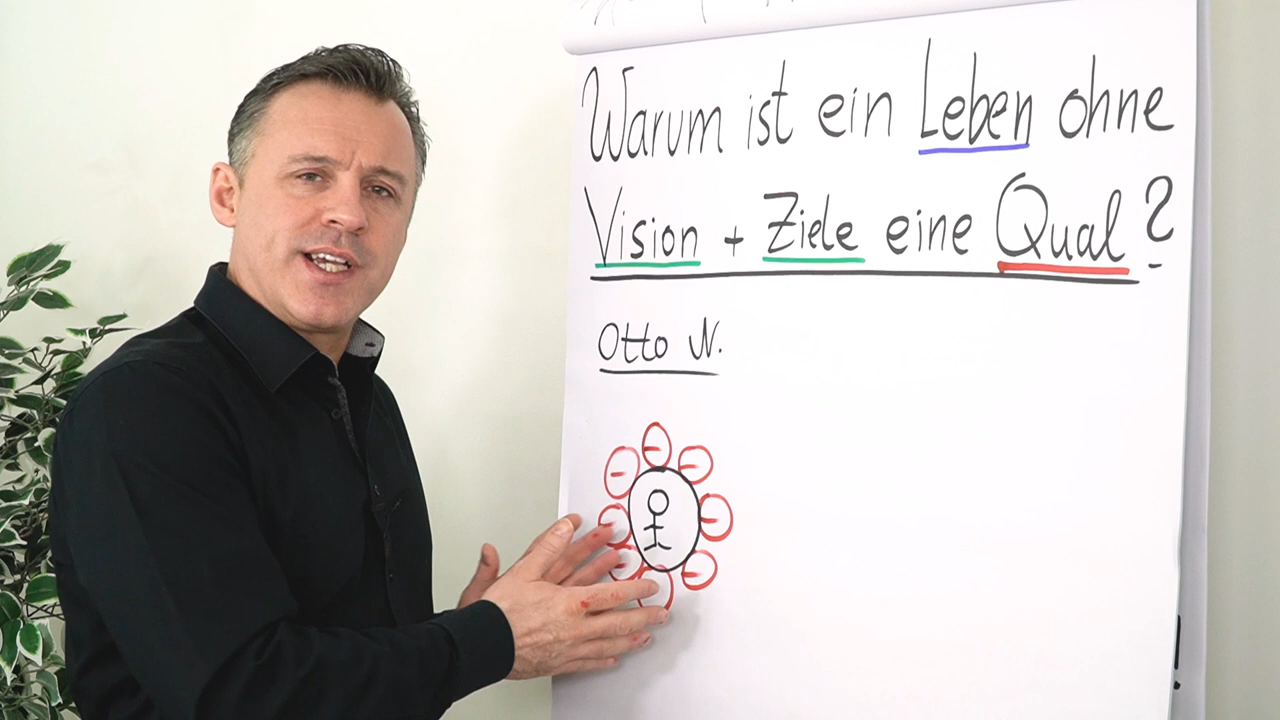 Warum ist ein Leben ohne
Vision + Ziele eine Qual?
Otto N.